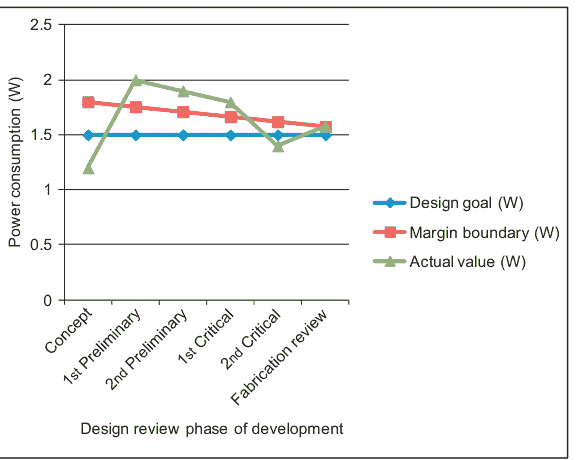 2.5
2
1.5
1
0.5
0
Power consumption (W)
Concept
1st Preliminary
2nd Preliminary
1st Critical
2nd Critical
Fabrication review
Design review phase of development
Design goal (W)
Margin boundary (W)
Actual value (W)